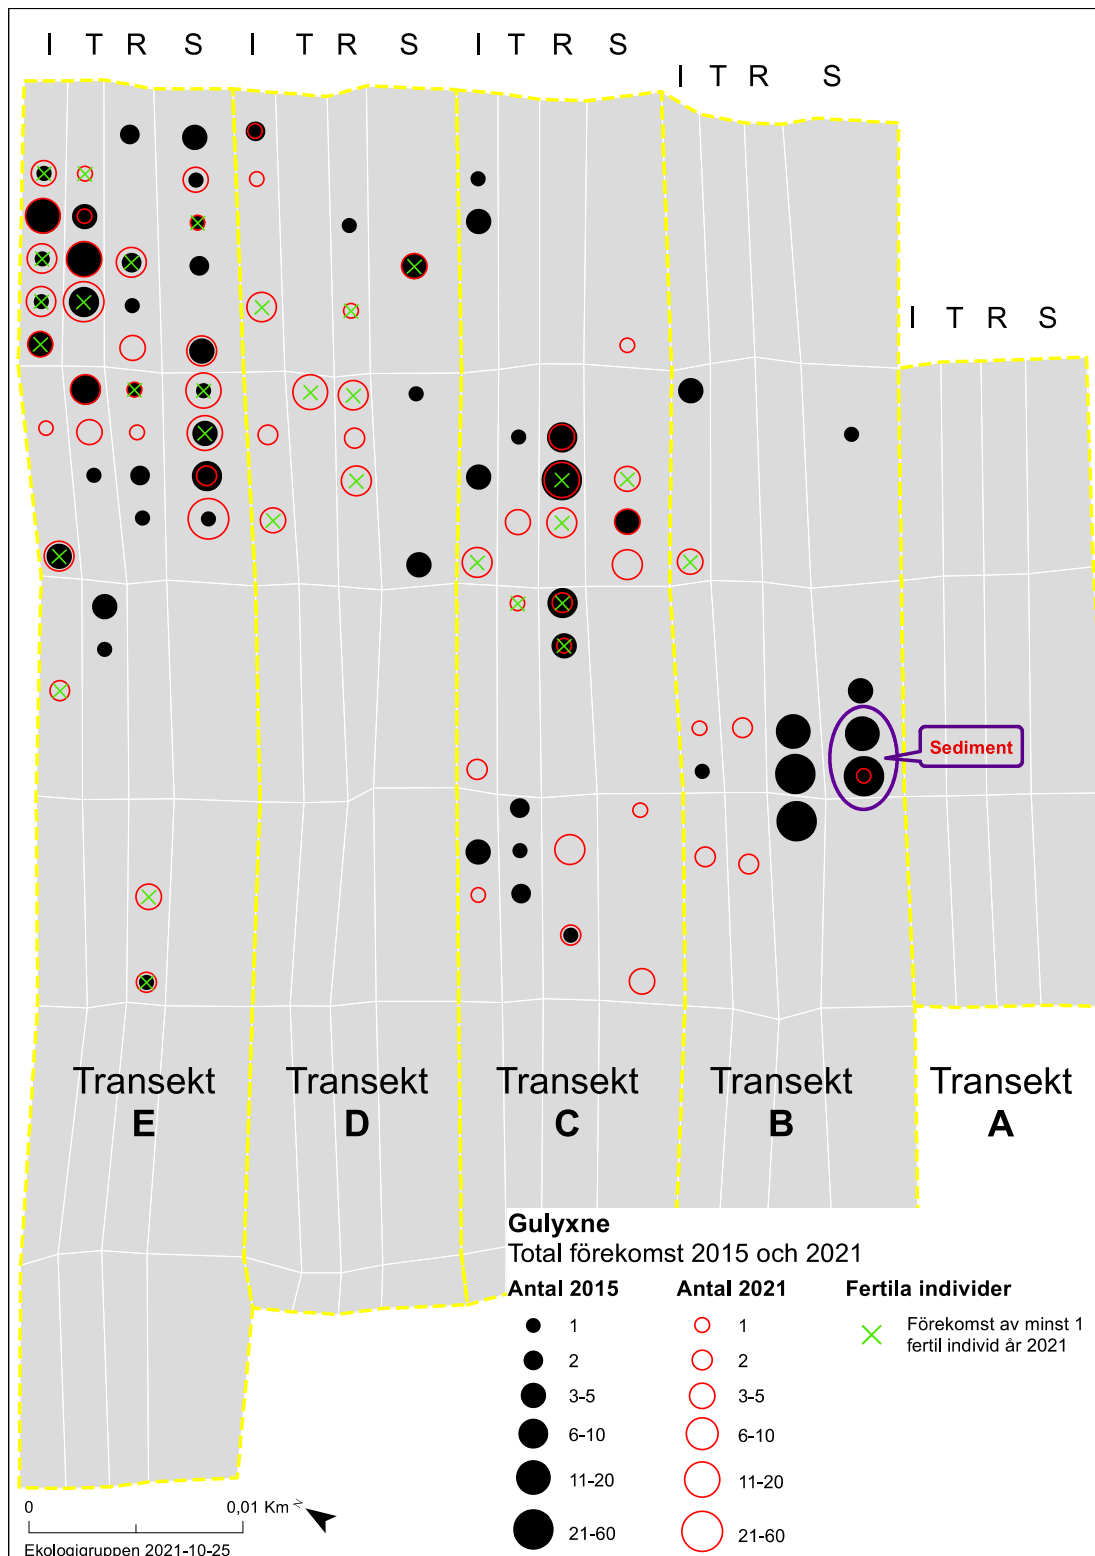 I T R S I T R S I T R S
I T R S
I T R S
Sediment
Transekt Transekt Transekt Transekt Transekt
E D C B A
Gulyxne
Total förekomst 2015 och 2021
Antal 2015 Antal 2021 Fertila individer
1 1 Förekomst av minst 1
fertil individ år 2021
2 2
3-5 3-5
6-10 6-10
11-20 11-20
21-60 21-60
0 0,01 Km N
Ekologigruppen 2021-10-25